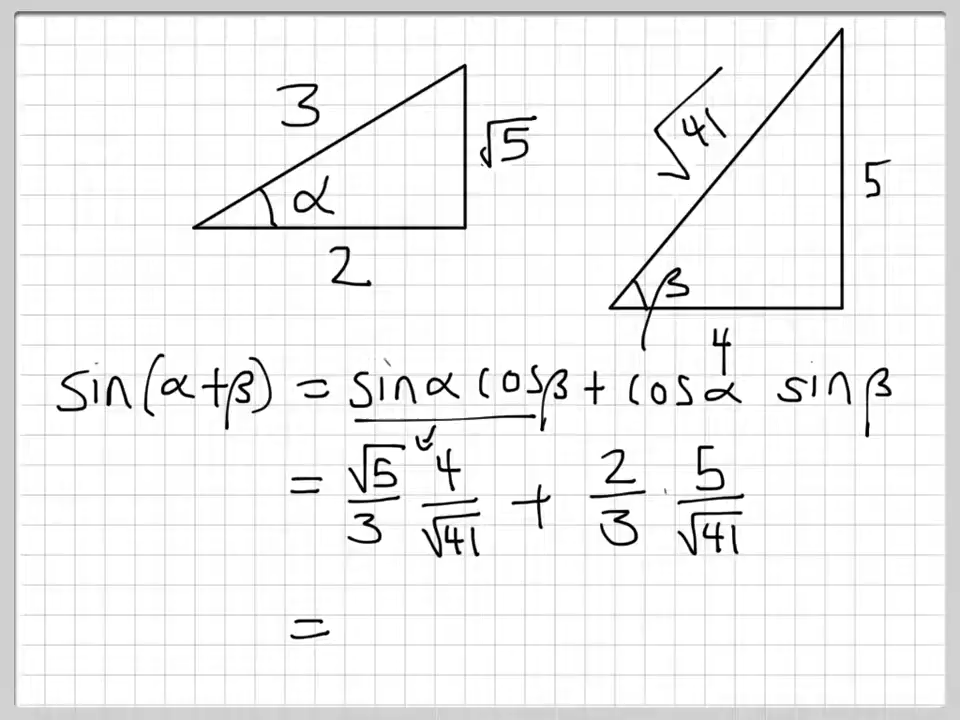 3
√5
α
2
√41
5
β
4
sin(α+β) = sinα cosβ + cosα sinβ
= √5/3 4/√41 + 2/3 · 5/√41
=